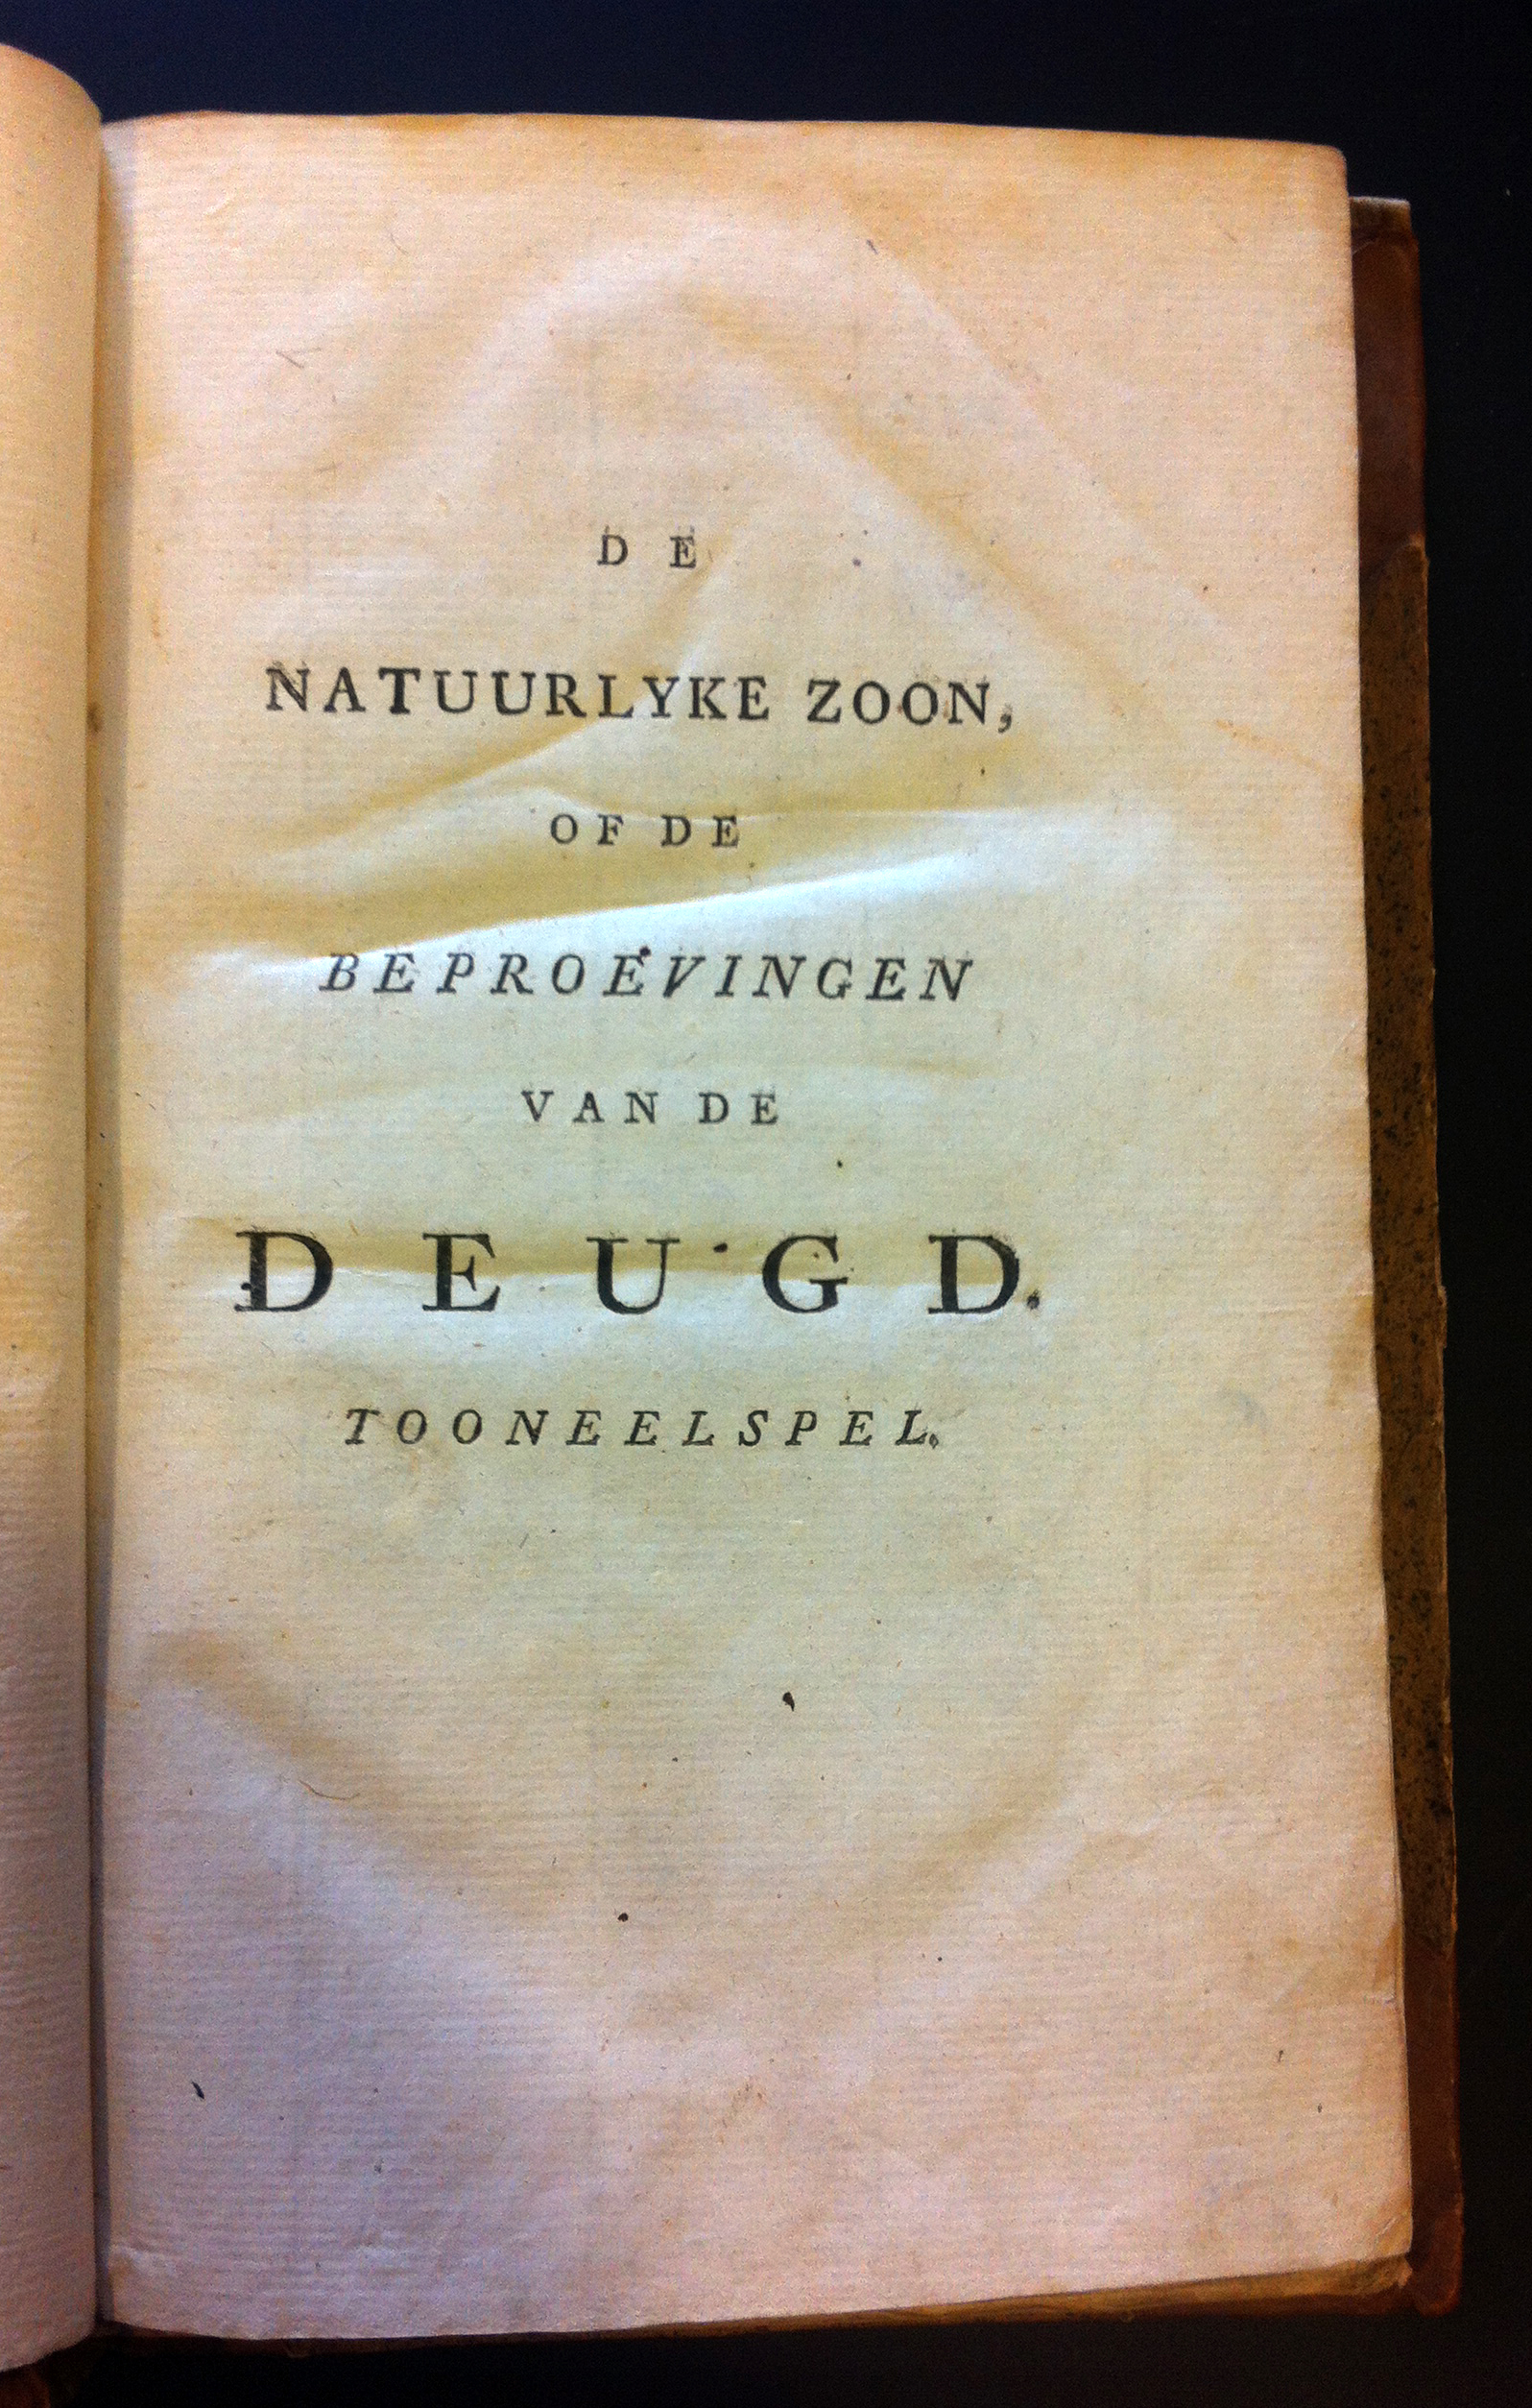 DE
NATUURLYKE ZOON,
OF DE
BEPROEVINGEN
VAN DE
DEUGD.
TOONEELSPEL.